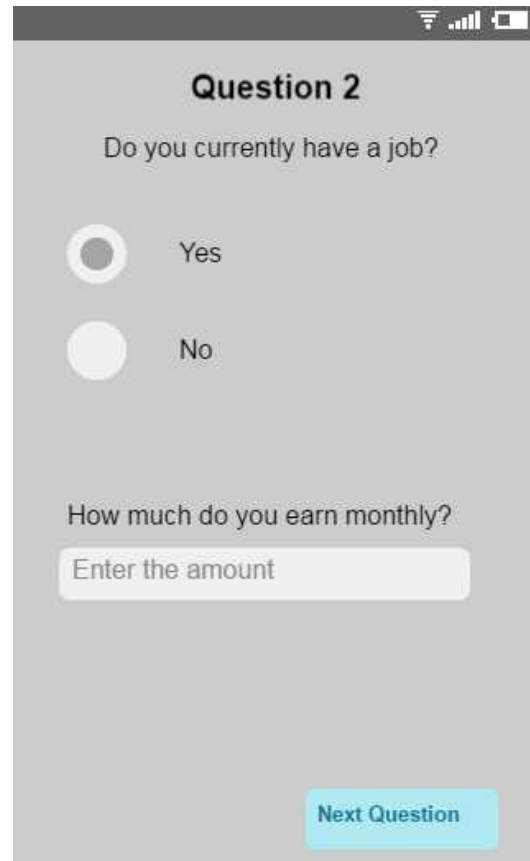 Question 2
Do you currently have a job?
Yes
No
How much do you earn monthly?
Enter the amount
Next Question